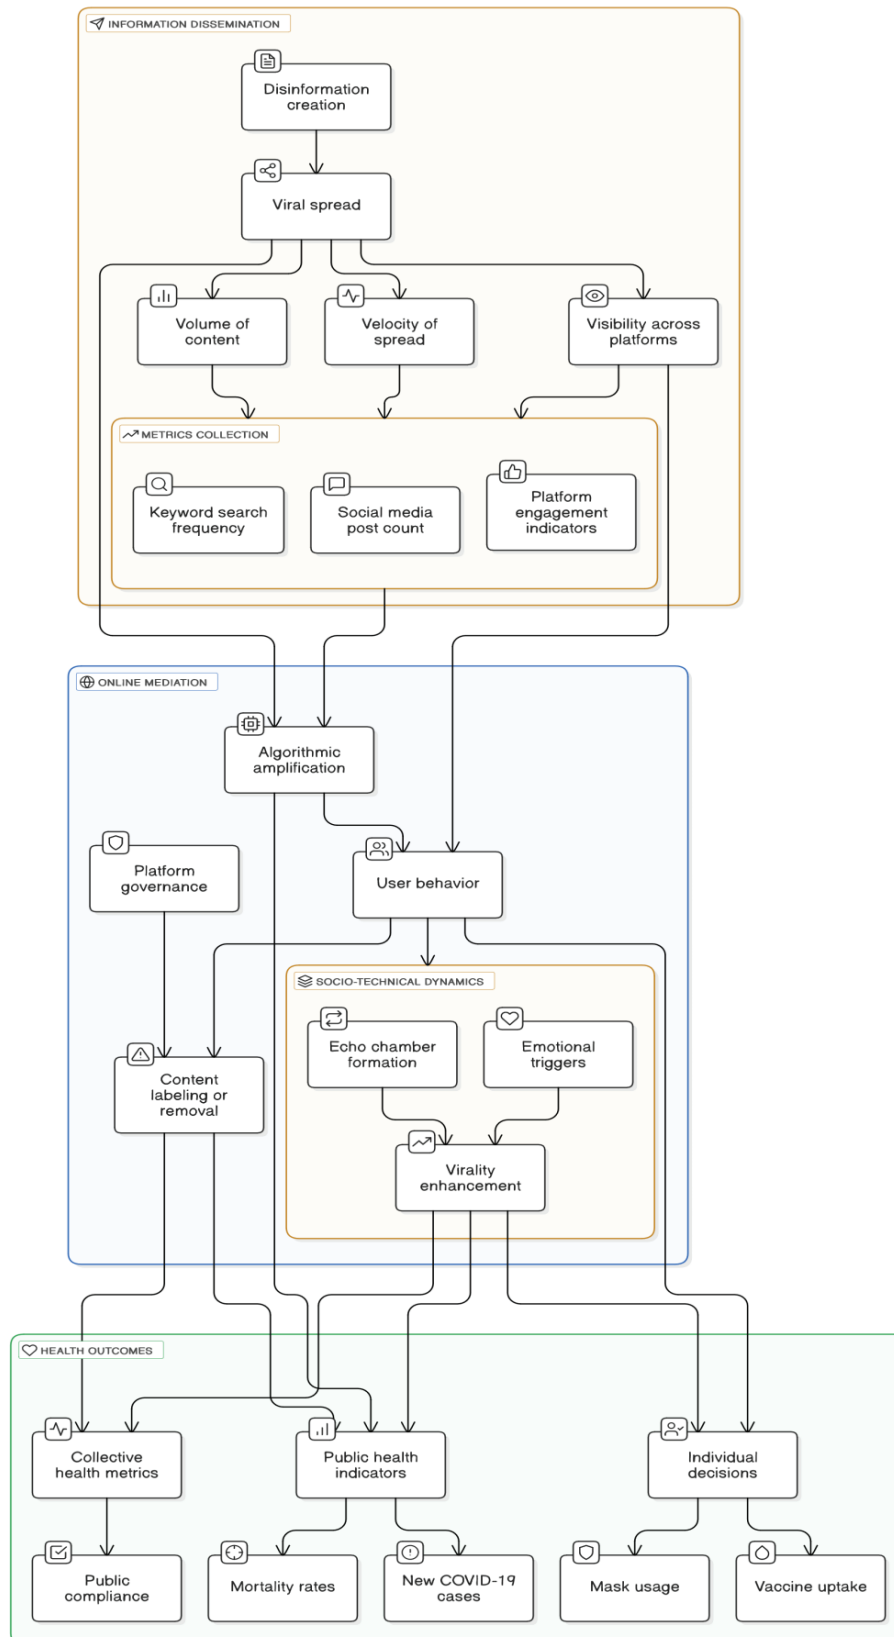 INFORMATION DISSEMINATION
Disinformation
creation
Viral spread
Volume of
content
Velocity of
spread
Visibility across
platforms
METRICS COLLECTION
Keyword search
frequency
Social media
post count
Platform
engagement
indicators
ONLINE MEDIATION
Algorithmic
amplification
Platform
governance
User behavior
SOCIO-TECHNICAL DYNAMICS
Echo chamber
formation
Emotional
triggers
Content
labeling or
removal
Virality
enhancement
HEALTH OUTCOMES
Collective
health metrics
Public health
indicators
Individual
decisions
Public
compliance
Mortality rates
New COVID-19
cases
Mask usage
Vaccine uptake